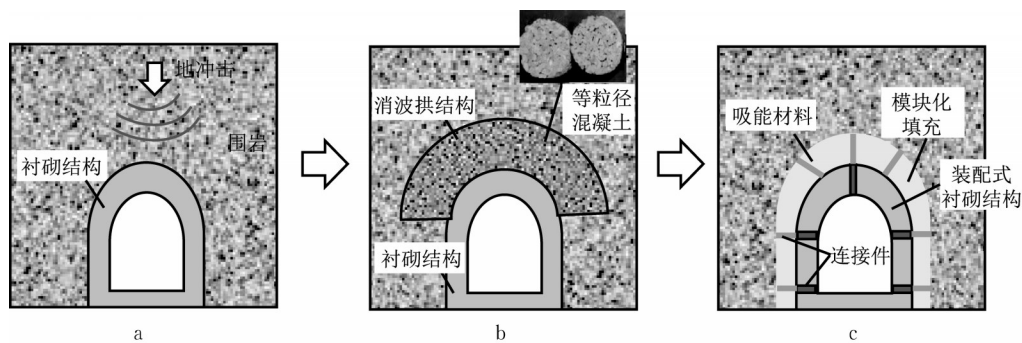 地冲击
围岩
衬砌结构
消波拱结构
等粒径
混凝土
衬砌结构
吸能材料
模块化
填充
装配式
衬砌结构
连接件
a
b
c